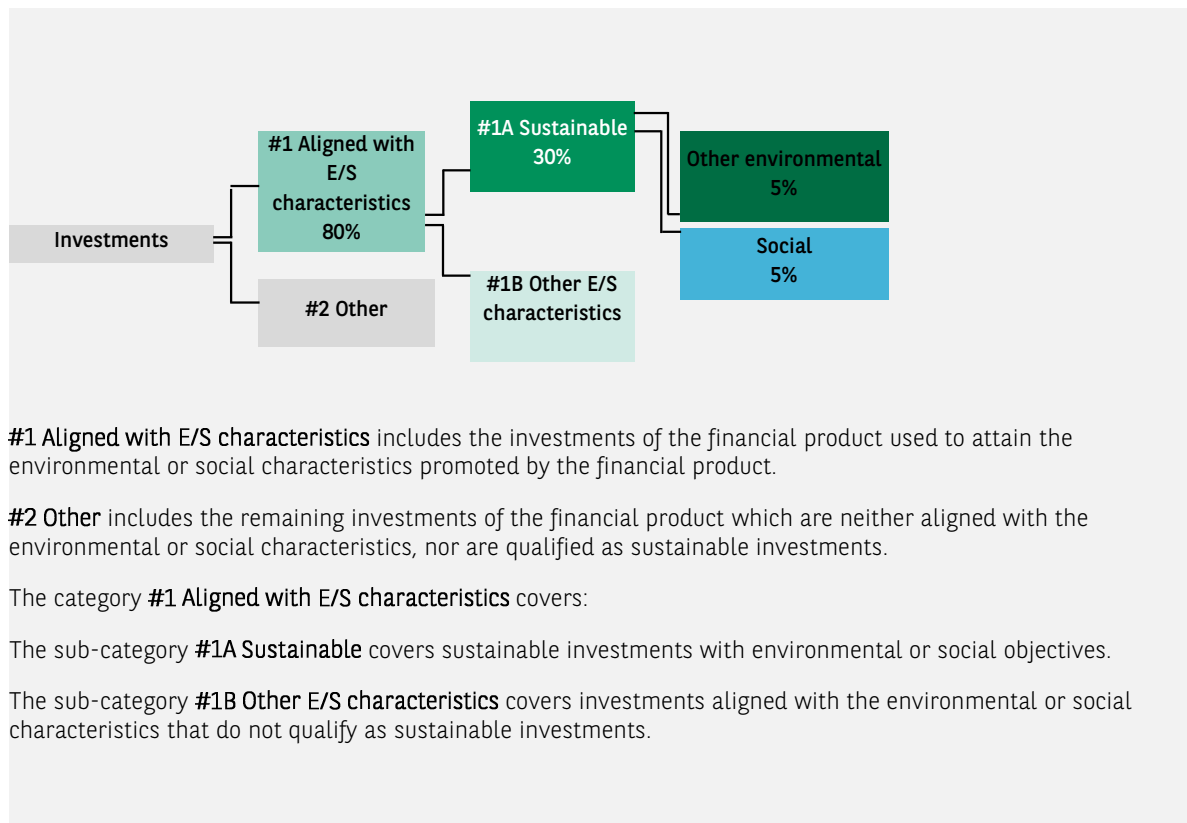 Investments
#1 Aligned with
E/S
characteristics
80%
#2 Other
#1A Sustainable
30%
#1B Other E/S
characteristics
Other environmental
5%
Social
5%
#1 Aligned with E/S characteristics includes the investments of the financial product used to attain the
environmental or social characteristics promoted by the financial product.
#2 Other includes the remaining investments of the financial product which are neither aligned with the
environmental or social characteristics, nor are qualified as sustainable investments.
The category #1 Aligned with E/S characteristics covers:
The sub-category #1A Sustainable covers sustainable investments with environmental or social objectives.
The sub-category #1B Other E/S characteristics covers investments aligned with the environmental or social
characteristics that do not qualify as sustainable investments.